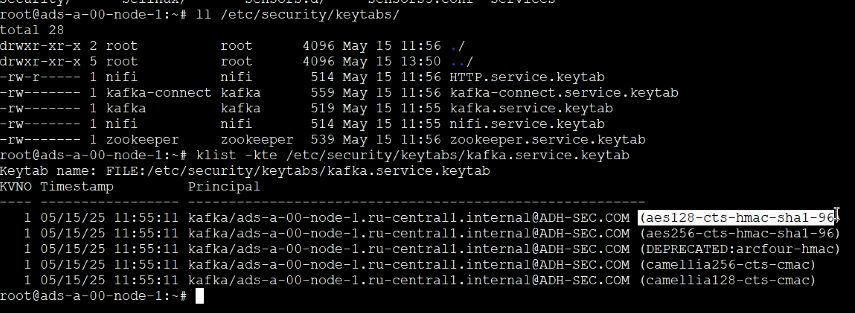 root@ads-a-00-node-1:~# ll /etc/security/keytabs/
total 28
drwxr-xr-x 2 root root 4096 May 15 11:56 ./
drwxr-xr-x 5 root root 4096 May 15 13:50 ../
-rw-r----- 1 nifi nifi 514 May 15 11:56 HTTP.service.keytab
-rw------- 1 kafka-connect kafka 559 May 15 11:56 kafka-connect.service.keytab
-rw------- 1 kafka kafka 519 May 15 11:55 kafka.service.keytab
-rw------- 1 nifi nifi 514 May 15 11:55 nifi.service.keytab
-rw------- 1 zookeeper zookeeper 539 May 15 11:56 zookeeper.service.keytab
root@ads-a-00-node-1:~# klist -kte /etc/security/keytabs/kafka.service.keytab
Keytab name: FILE:/etc/security/keytabs/kafka.service.keytab
KVNO Timestamp Principal
---- ----------------- --------------------------------------------------------
1 05/15/25 11:55:11 kafka/ads-a-00-node-1.ru-central1.internal@ADH-SEC.COM (aes128-cts-hmac-sha1-96)
1 05/15/25 11:55:11 kafka/ads-a-00-node-1.ru-central1.internal@ADH-SEC.COM (aes256-cts-hmac-sha1-96)
1 05/15/25 11:55:11 kafka/ads-a-00-node-1.ru-central1.internal@ADH-SEC.COM (DEPRECATED:arcfour-hmac)
1 05/15/25 11:55:11 kafka/ads-a-00-node-1.ru-central1.internal@ADH-SEC.COM (camellia256-cts-cmac)
1 05/15/25 11:55:11 kafka/ads-a-00-node-1.ru-central1.internal@ADH-SEC.COM (camellia128-cts-cmac)
root@ads-a-00-node-1:~#